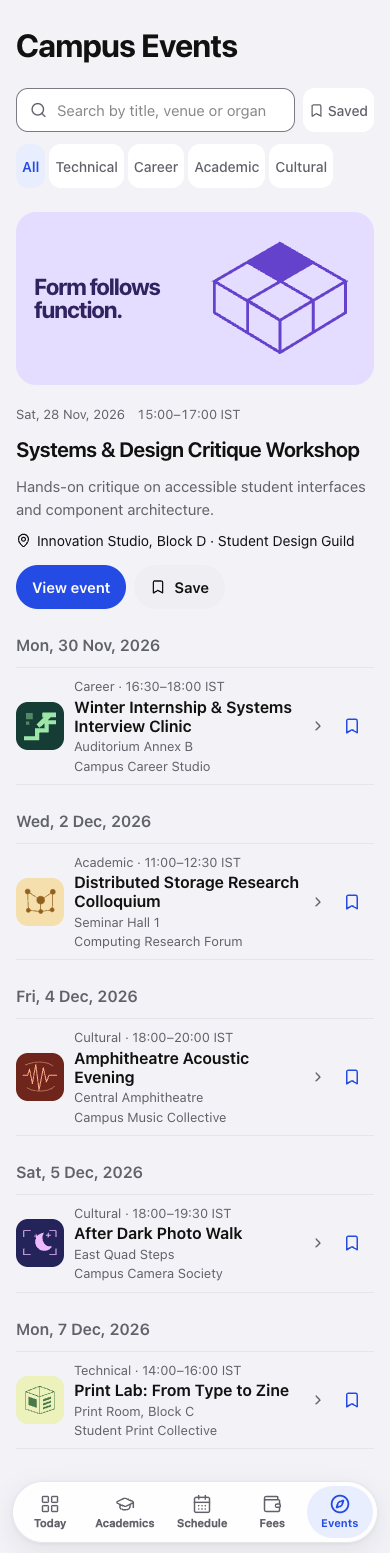 Campus Events
Search by title, venue or organ
Saved
All
Technical
Career
Academic
Cultural
Form follows
function.
Sat, 28 Nov, 2026 15:00–17:00 IST
Systems & Design Critique Workshop
Hands-on critique on accessible student interfaces
and component architecture.
Innovation Studio, Block D · Student Design Guild
View event
Save
Mon, 30 Nov, 2026
Career · 16:30–18:00 IST
Winter Internship & Systems
Interview Clinic
Auditorium Annex B
Campus Career Studio
Wed, 2 Dec, 2026
Academic · 11:00–12:30 IST
Distributed Storage Research
Colloquium
Seminar Hall 1
Computing Research Forum
Fri, 4 Dec, 2026
Cultural · 18:00–20:00 IST
Amphitheatre Acoustic
Evening
Central Amphitheatre
Campus Music Collective
Sat, 5 Dec, 2026
Cultural · 18:00–19:30 IST
After Dark Photo Walk
East Quad Steps
Campus Camera Society
Mon, 7 Dec, 2026
Technical · 14:00–16:00 IST
Print Lab: From Type to Zine
Print Room, Block C
Student Print Collective
Today
Academics
Schedule
Fees
Events